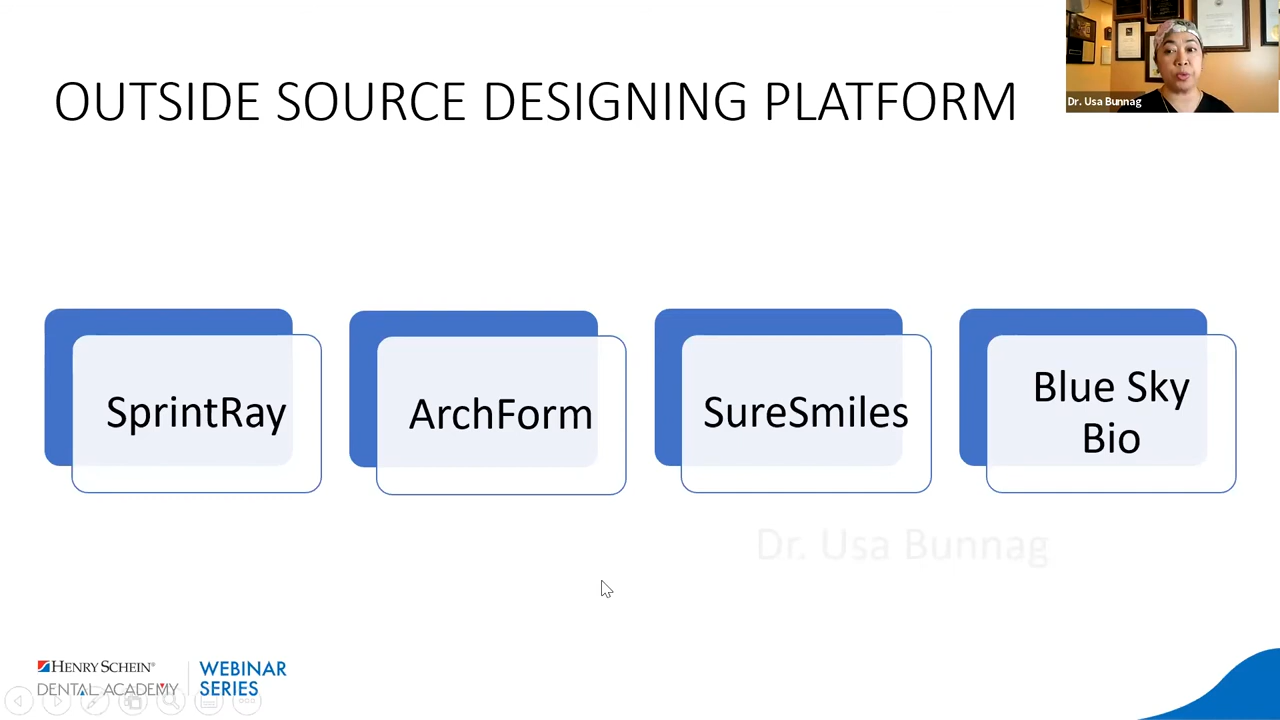 OUTSIDE SOURCE DESIGNING PLATFORM
Dr. Usa Bunnag
SprintRay
ArchForm
SureSmiles
Blue Sky
Bio
Dr. Usa Bunnag
HENRY SCHEIN®
DENTAL ACADEMY
WEBINAR
SERIES